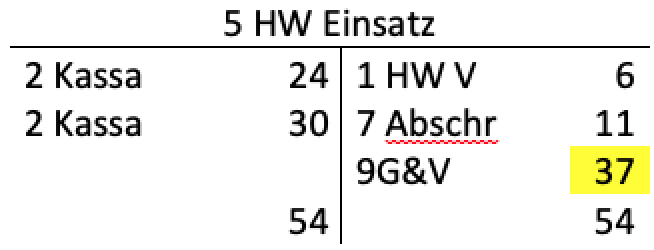 5 HW Einsatz
2 Kassa 24 1 HW V 6
2 Kassa 30 7 Abschr 11
9G&V 37
54 54